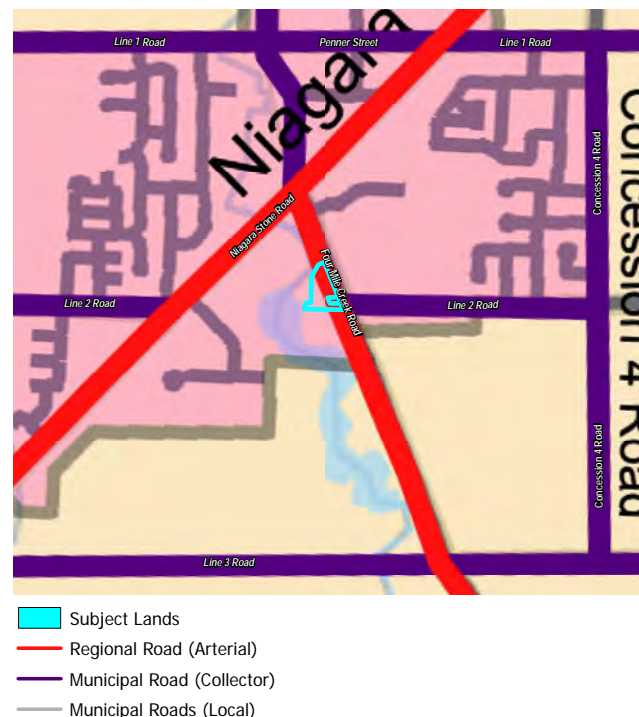 Line 1 Road
Penner Street
Line 1 Road
Niagara
Concession 4 Road
Concession 4 Road
Niagara Stone Road
Four Mile Creek Road
Line 2 Road
Line 2 Road
Concession 4 Road
Line 3 Road
Subject Lands
Regional Road (Arterial)
Municipal Road (Collector)
Municipal Roads (Local)